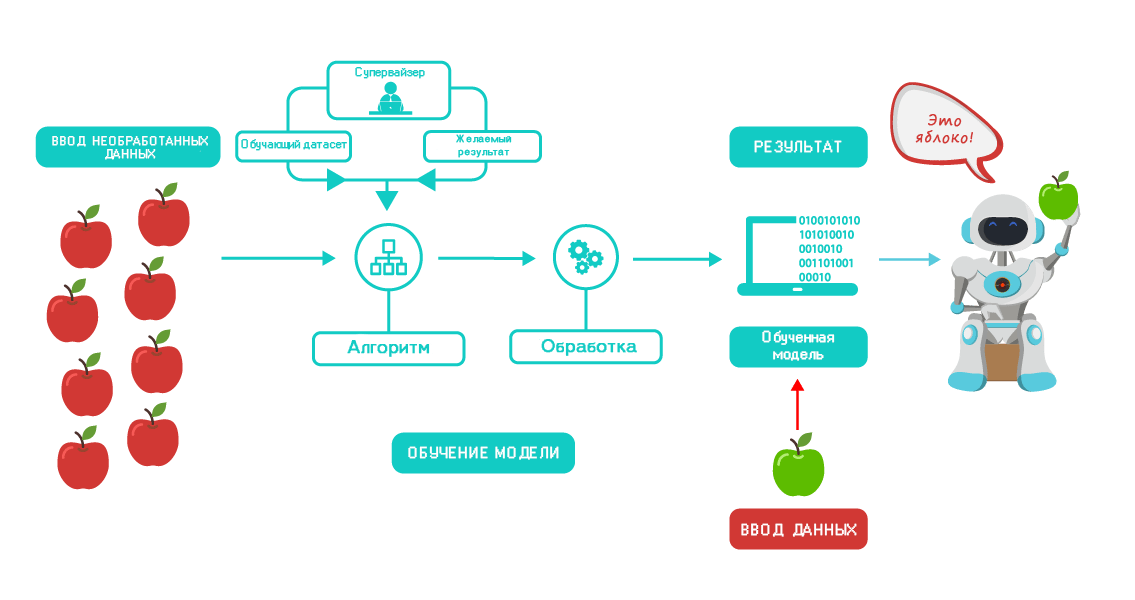 Супервайзер
ВВОД НЕОБРАБОТАННЫХ
ДАННЫХ
Обучающий датасет
Желаемый
результат
РЕЗУЛЬТАТ
Это
яблоко!
0100101010
101010010
0010010
001101001
00010
Алгоритм
Обработка
Обученная
модель
ОБУЧЕНИЕ МОДЕЛИ
ВВОД ДАННЫХ